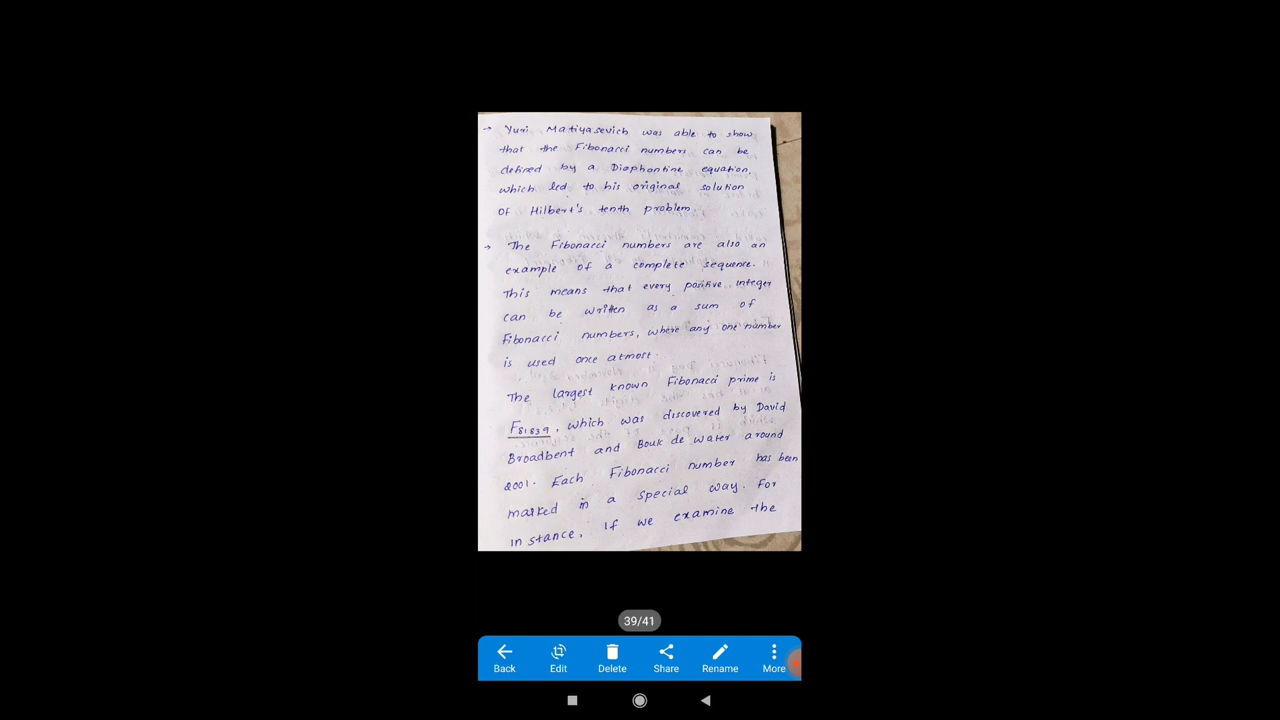 → Yuri Matiyasevich was able to show
that the Fibonacci numbers can be
defined by a Diophontine equation,
which led to his original solution
of Hilbert's tenth problem.
→ The Fibonacci numbers are also an
example of a complete sequence.
This means that every positive integer
can be written as a sum of
Fibonacci numbers, where any one number
is used once atmost.
The largest known Fibonacci prime is
F81839, which was discovered by David
Broadbent and Bouk de Water around
2001. Each Fibonacci number has been
marked in a special way. For
instance, if we examine the
39/41
Back Edit Delete Share Rename More